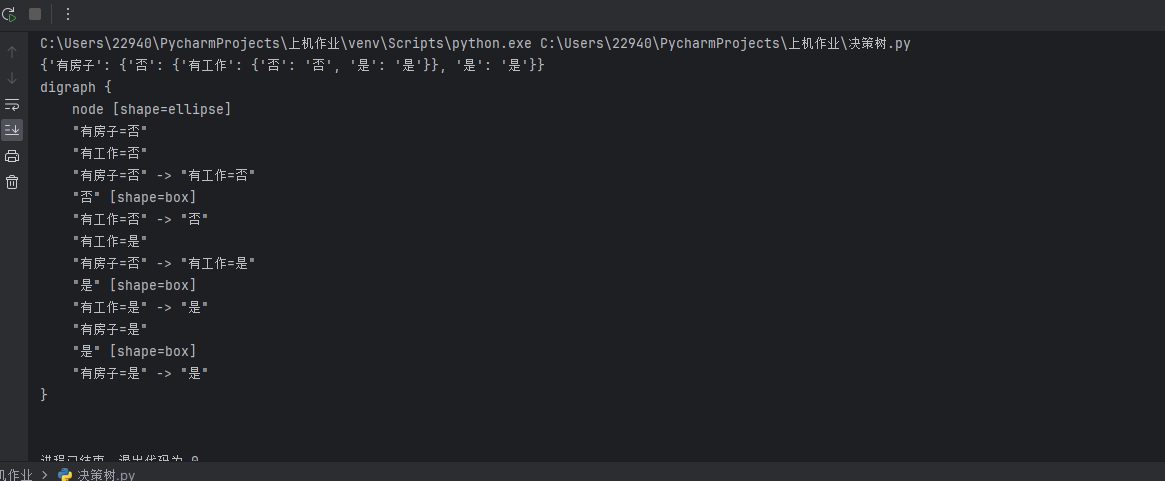 C:\Users\22940\PycharmProjects\上机作业\venv\Scripts\python.exe C:\Users\22940\PycharmProjects\上机作业\决策树.py
{'有房子': {'否': {'有工作': {'否': '否', '是': '是'}}, '是': '是'}}
digraph {
    node [shape=ellipse]
    "有房子=否"
    "有工作=否"
    "有房子=否" -> "有工作=否"
    "否" [shape=box]
    "有工作=否" -> "否"
    "有工作=是"
    "有房子=否" -> "有工作=是"
    "是" [shape=box]
    "有工作=是" -> "是"
    "有房子=是"
    "是" [shape=box]
    "有房子=是" -> "是"
}
进程已结束，退出代码为 0
机作业 > 决策树.py